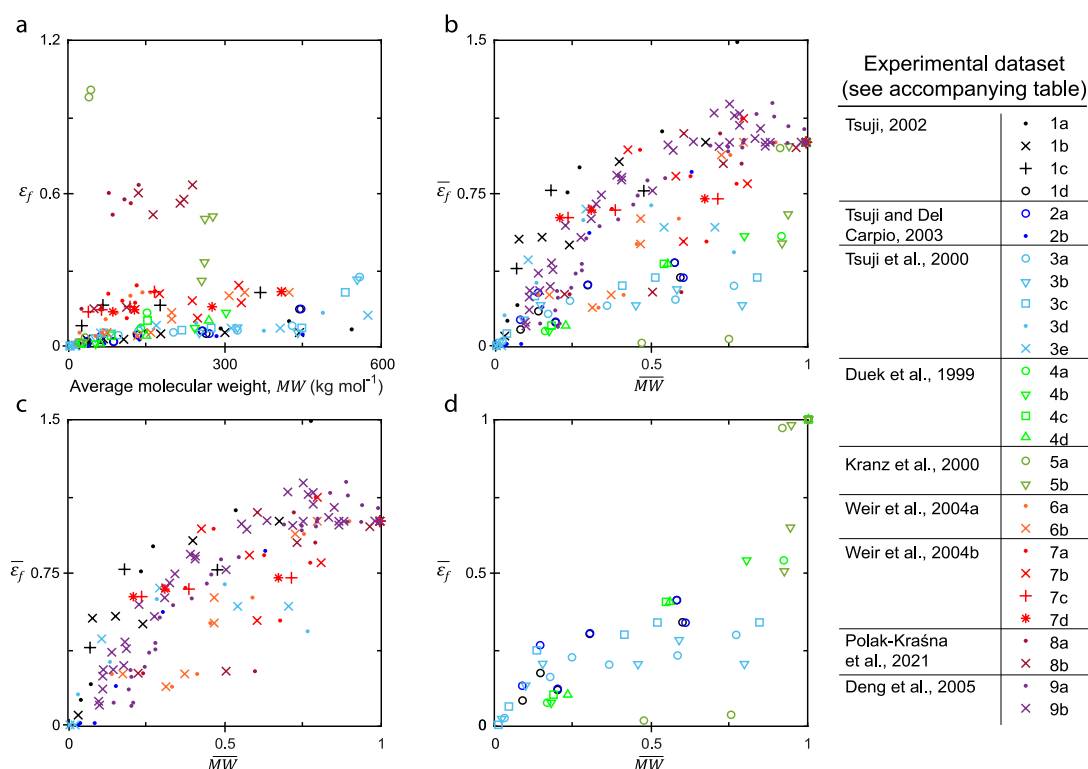 a
1.2
0.6
0
ε_f
0
300
600
Average molecular weight, MW (kg mol⁻¹)
b
1.5
0.75
0
ε̅_f
0
0.5
1
M̅W̅
c
1.5
0.75
0
ε̅_f
0
0.5
1
M̅W̅
d
1
0.5
0
ε̅_f
0
0.5
1
M̅W̅
Experimental dataset
(see accompanying table)
Tsuji, 2002
1a
1b
1c
1d
Tsuji and Del
Carpio, 2003
2a
2b
Tsuji et al., 2000
3a
3b
3c
3d
3e
Duek et al., 1999
4a
4b
4c
4d
Kranz et al., 2000
5a
5b
Weir et al., 2004a
6a
6b
Weir et al., 2004b
7a
7b
7c
7d
Polak-Kraśna
et al., 2021
8a
8b
Deng et al., 2005
9a
9b